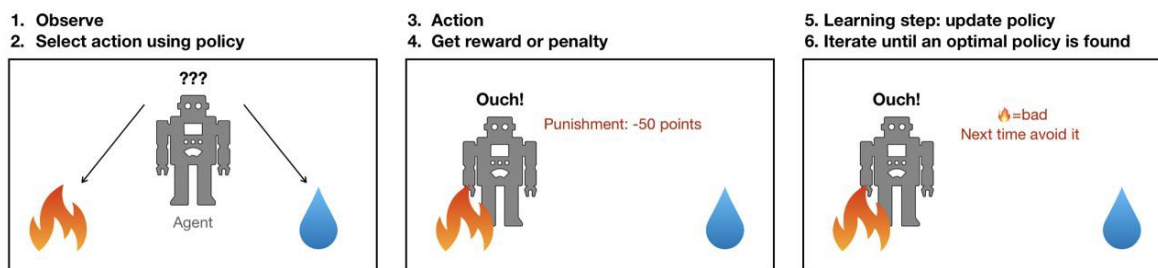 1. Observe
2. Select action using policy
???
Agent
3. Action
4. Get reward or penalty
Ouch!
Punishment: -50 points
5. Learning step: update policy
6. Iterate until an optimal policy is found
Ouch!
🔥=bad
Next time avoid it